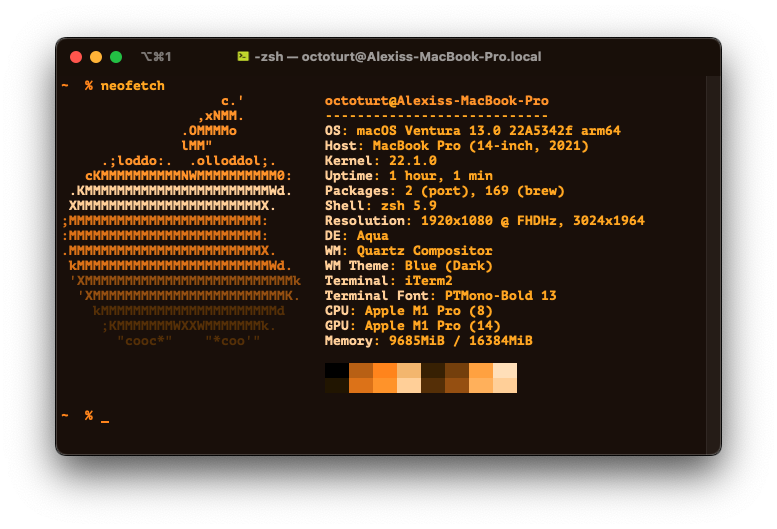 ⌥⌘1 -zsh — octoturt@Alexiss-MacBook-Pro.local
~ % neofetch
                    c.'          octoturt@Alexiss-MacBook-Pro
                 ,xNMM.          ----------------------------
               .OMMMMo           OS: macOS Ventura 13.0 22A5342f arm64
               lMM"              Host: MacBook Pro (14-inch, 2021)
     .;loddo:.  .olloddol;.      Kernel: 22.1.0
   cKMMMMMMMMMMNWMMMMMMMMMM0:    Uptime: 1 hour, 1 min
 .KMMMMMMMMMMMMMMMMMMMMMMMWd.    Packages: 2 (port), 169 (brew)
 XMMMMMMMMMMMMMMMMMMMMMMMX.      Shell: zsh 5.9
;MMMMMMMMMMMMMMMMMMMMMMMM:       Resolution: 1920x1080 @ FHDHz, 3024x1964
:MMMMMMMMMMMMMMMMMMMMMMMM:       DE: Aqua
.MMMMMMMMMMMMMMMMMMMMMMMMX.      WM: Quartz Compositor
 kMMMMMMMMMMMMMMMMMMMMMMMMWd.    WM Theme: Blue (Dark)
 'XMMMMMMMMMMMMMMMMMMMMMMMMMMk   Terminal: iTerm2
  'XMMMMMMMMMMMMMMMMMMMMMMMMK.   Terminal Font: PTMono-Bold 13
    kMMMMMMMMMMMMMMMMMMMMMMd     CPU: Apple M1 Pro (8)
     ;KMMMMMMMWXXWMMMMMMMk.      GPU: Apple M1 Pro (14)
       "cooc*"    "*coo'"        Memory: 9685MiB / 16384MiB
~ % _